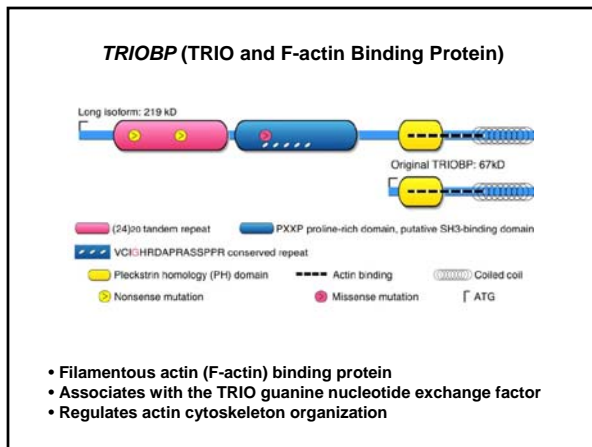 TRIOBP (TRIO and F-actin Binding Protein)
Long isoform: 219 kD
Original TRIOBP: 67kD
(24)20 tandem repeat
PXXP proline-rich domain, putative SH3-binding domain
VCIGHRDAPRASSPPR conserved repeat
Pleckstrin homology (PH) domain
Actin binding
Coiled coil
Nonsense mutation
Missense mutation
ATG
• Filamentous actin (F-actin) binding protein
• Associates with the TRIO guanine nucleotide exchange factor
• Regulates actin cytoskeleton organization